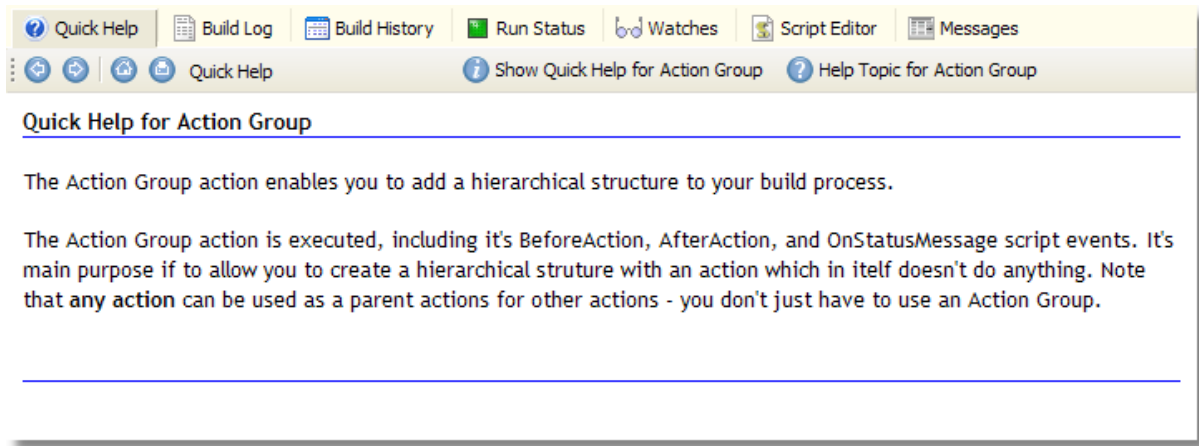 Quick Help Build Log Build History Run Status Watches Script Editor Messages
Quick Help Show Quick Help for Action Group Help Topic for Action Group
Quick Help for Action Group
The Action Group action enables you to add a hierarchical structure to your build process.
The Action Group action is executed, including it's BeforeAction, AfterAction, and OnStatusMessage script events. It's
main purpose if to allow you to create a hierarchical struture with an action which in itelf doesn't do anything. Note
that any action can be used as a parent actions for other actions - you don't just have to use an Action Group.